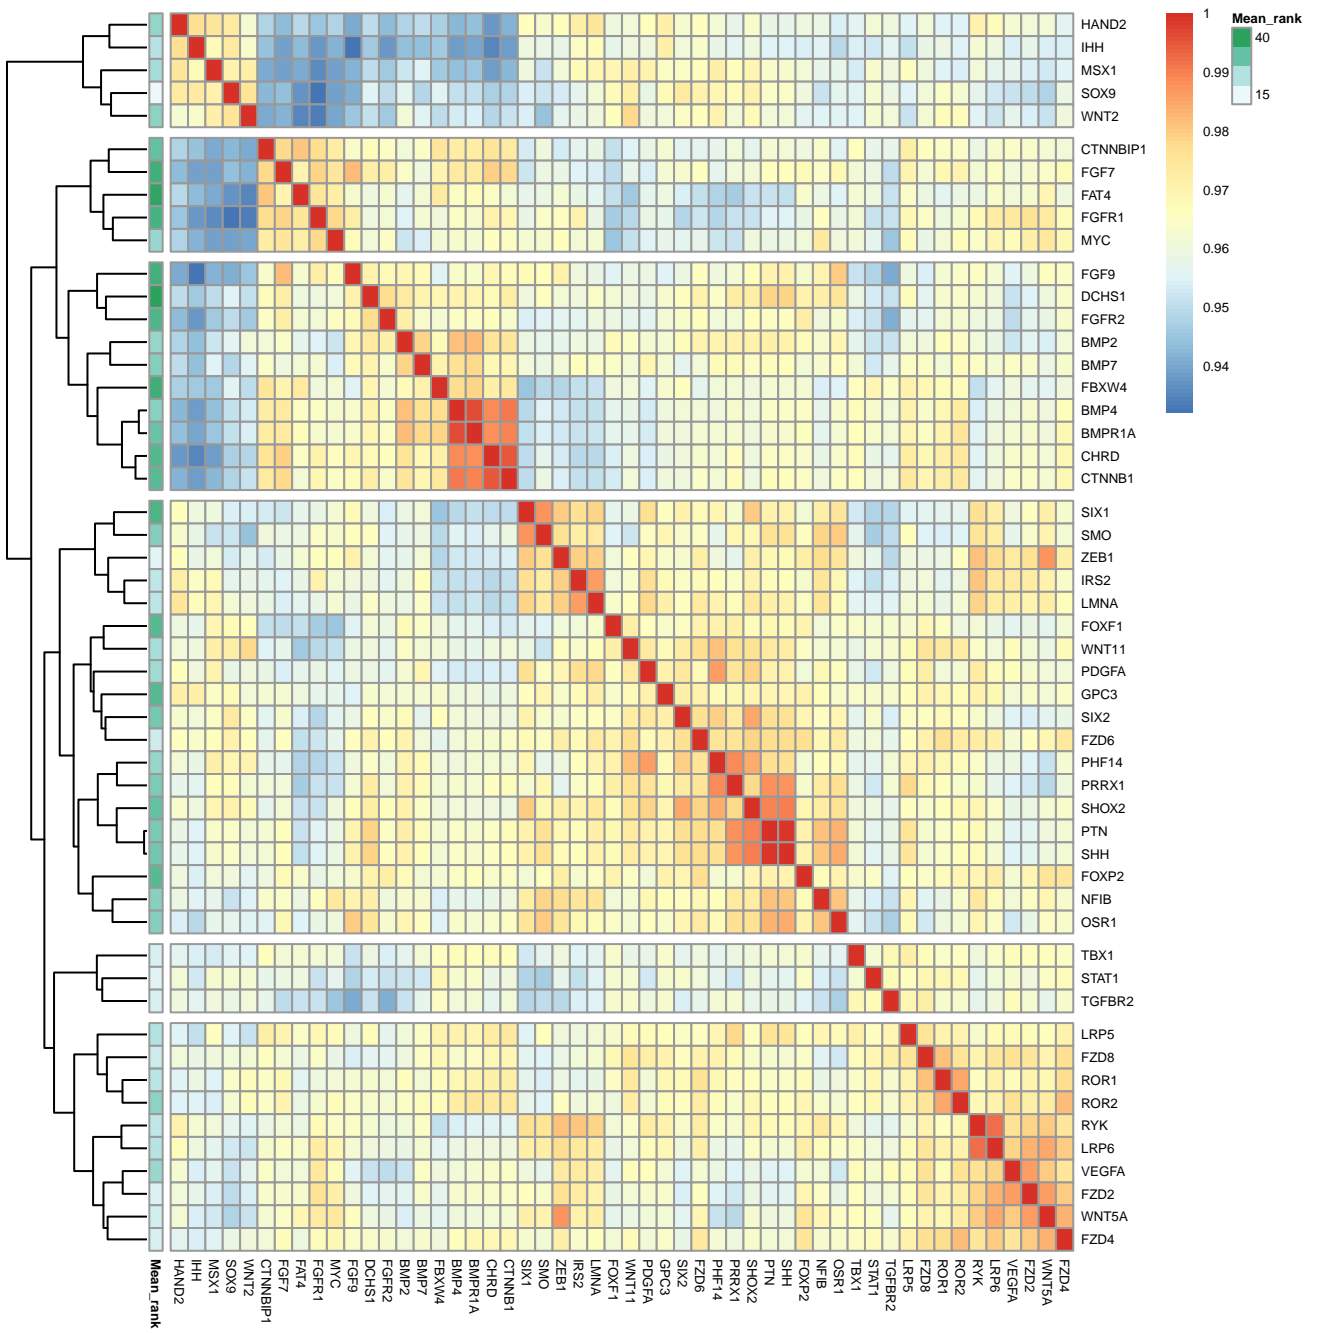 1
0.99
0.98
0.97
0.96
0.95
0.94
Mean_rank
40
15
HAND2
IHH
MSX1
SOX9
WNT2
CTNNBIP1
FGF7
FAT4
FGFR1
MYC
FGF9
DCHS1
FGFR2
BMP2
BMP7
FBXW4
BMP4
BMPR1A
CHRD
CTNNB1
SIX1
SMO
ZEB1
IRS2
LMNA
FOXF1
WNT11
PDGFA
GPC3
SIX2
FZD6
PHF14
PRRX1
SHOX2
PTN
SHH
FOXP2
NFIB
OSR1
TBX1
STAT1
TGFBR2
LRP5
FZD8
ROR1
ROR2
RYK
LRP6
VEGFA
FZD2
WNT5A
FZD4
Mean_rank
HAND2
IHH
MSX1
SOX9
WNT2
CTNNBIP1
FGF7
FAT4
FGFR1
MYC
FGF9
DCHS1
FGFR2
BMP2
BMP7
FBXW4
BMP4
BMPR1A
CHRD
CTNNB1
SIX1
SMO
ZEB1
IRS2
LMNA
FOXF1
WNT11
PDGFA
GPC3
SIX2
FZD6
PHF14
PRRX1
SHOX2
PTN
SHH
FOXP2
NFIB
OSR1
TBX1
STAT1
TGFBR2
LRP5
FZD8
ROR1
ROR2
RYK
LRP6
VEGFA
FZD2
WNT5A
FZD4